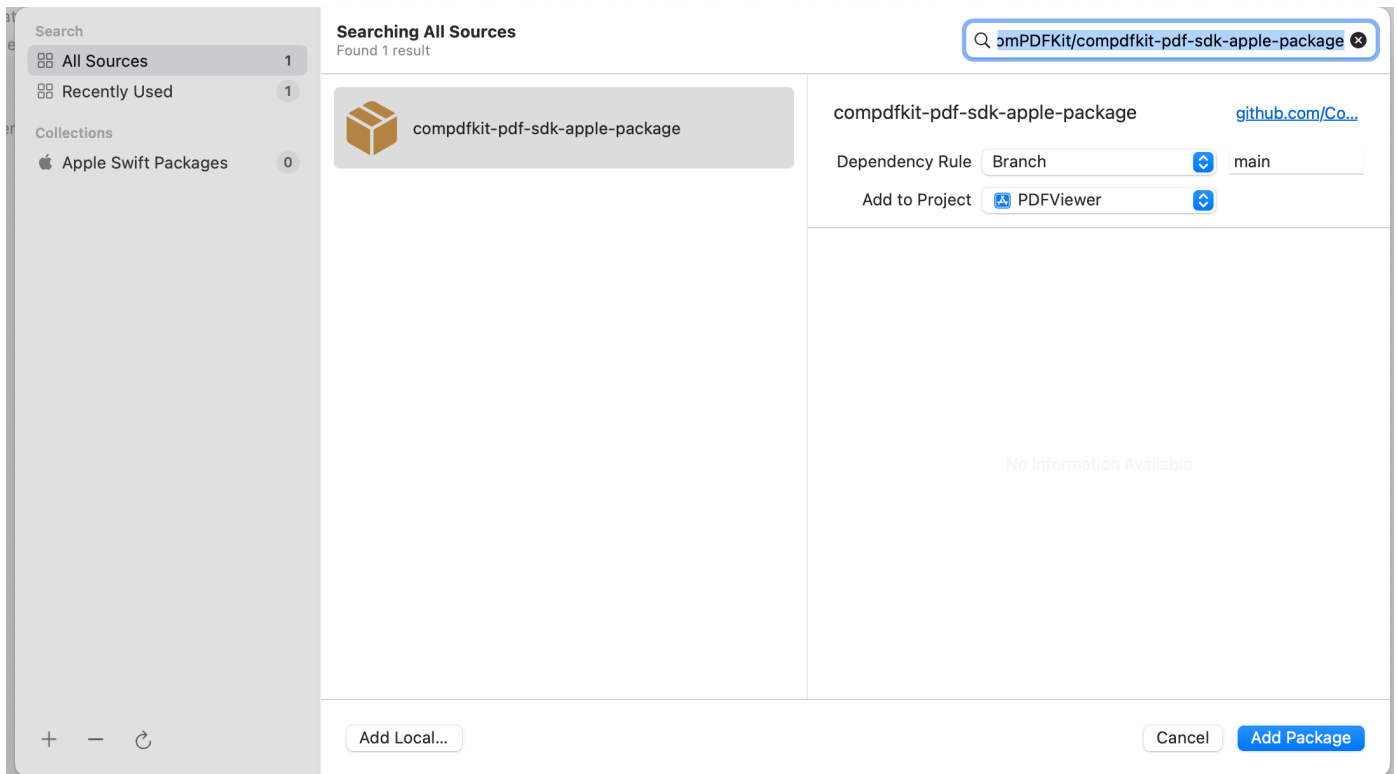 Search
All Sources 1
Recently Used 1
Collections
Apple Swift Packages 0
Searching All Sources
Found 1 result
omPDFKit/compdfkit-pdf-sdk-apple-package
compdfkit-pdf-sdk-apple-package
compdfkit-pdf-sdk-apple-package github.com/Co...
Dependency Rule Branch main
Add to Project PDFViewer
No Information Available
Add Local... Cancel Add Package